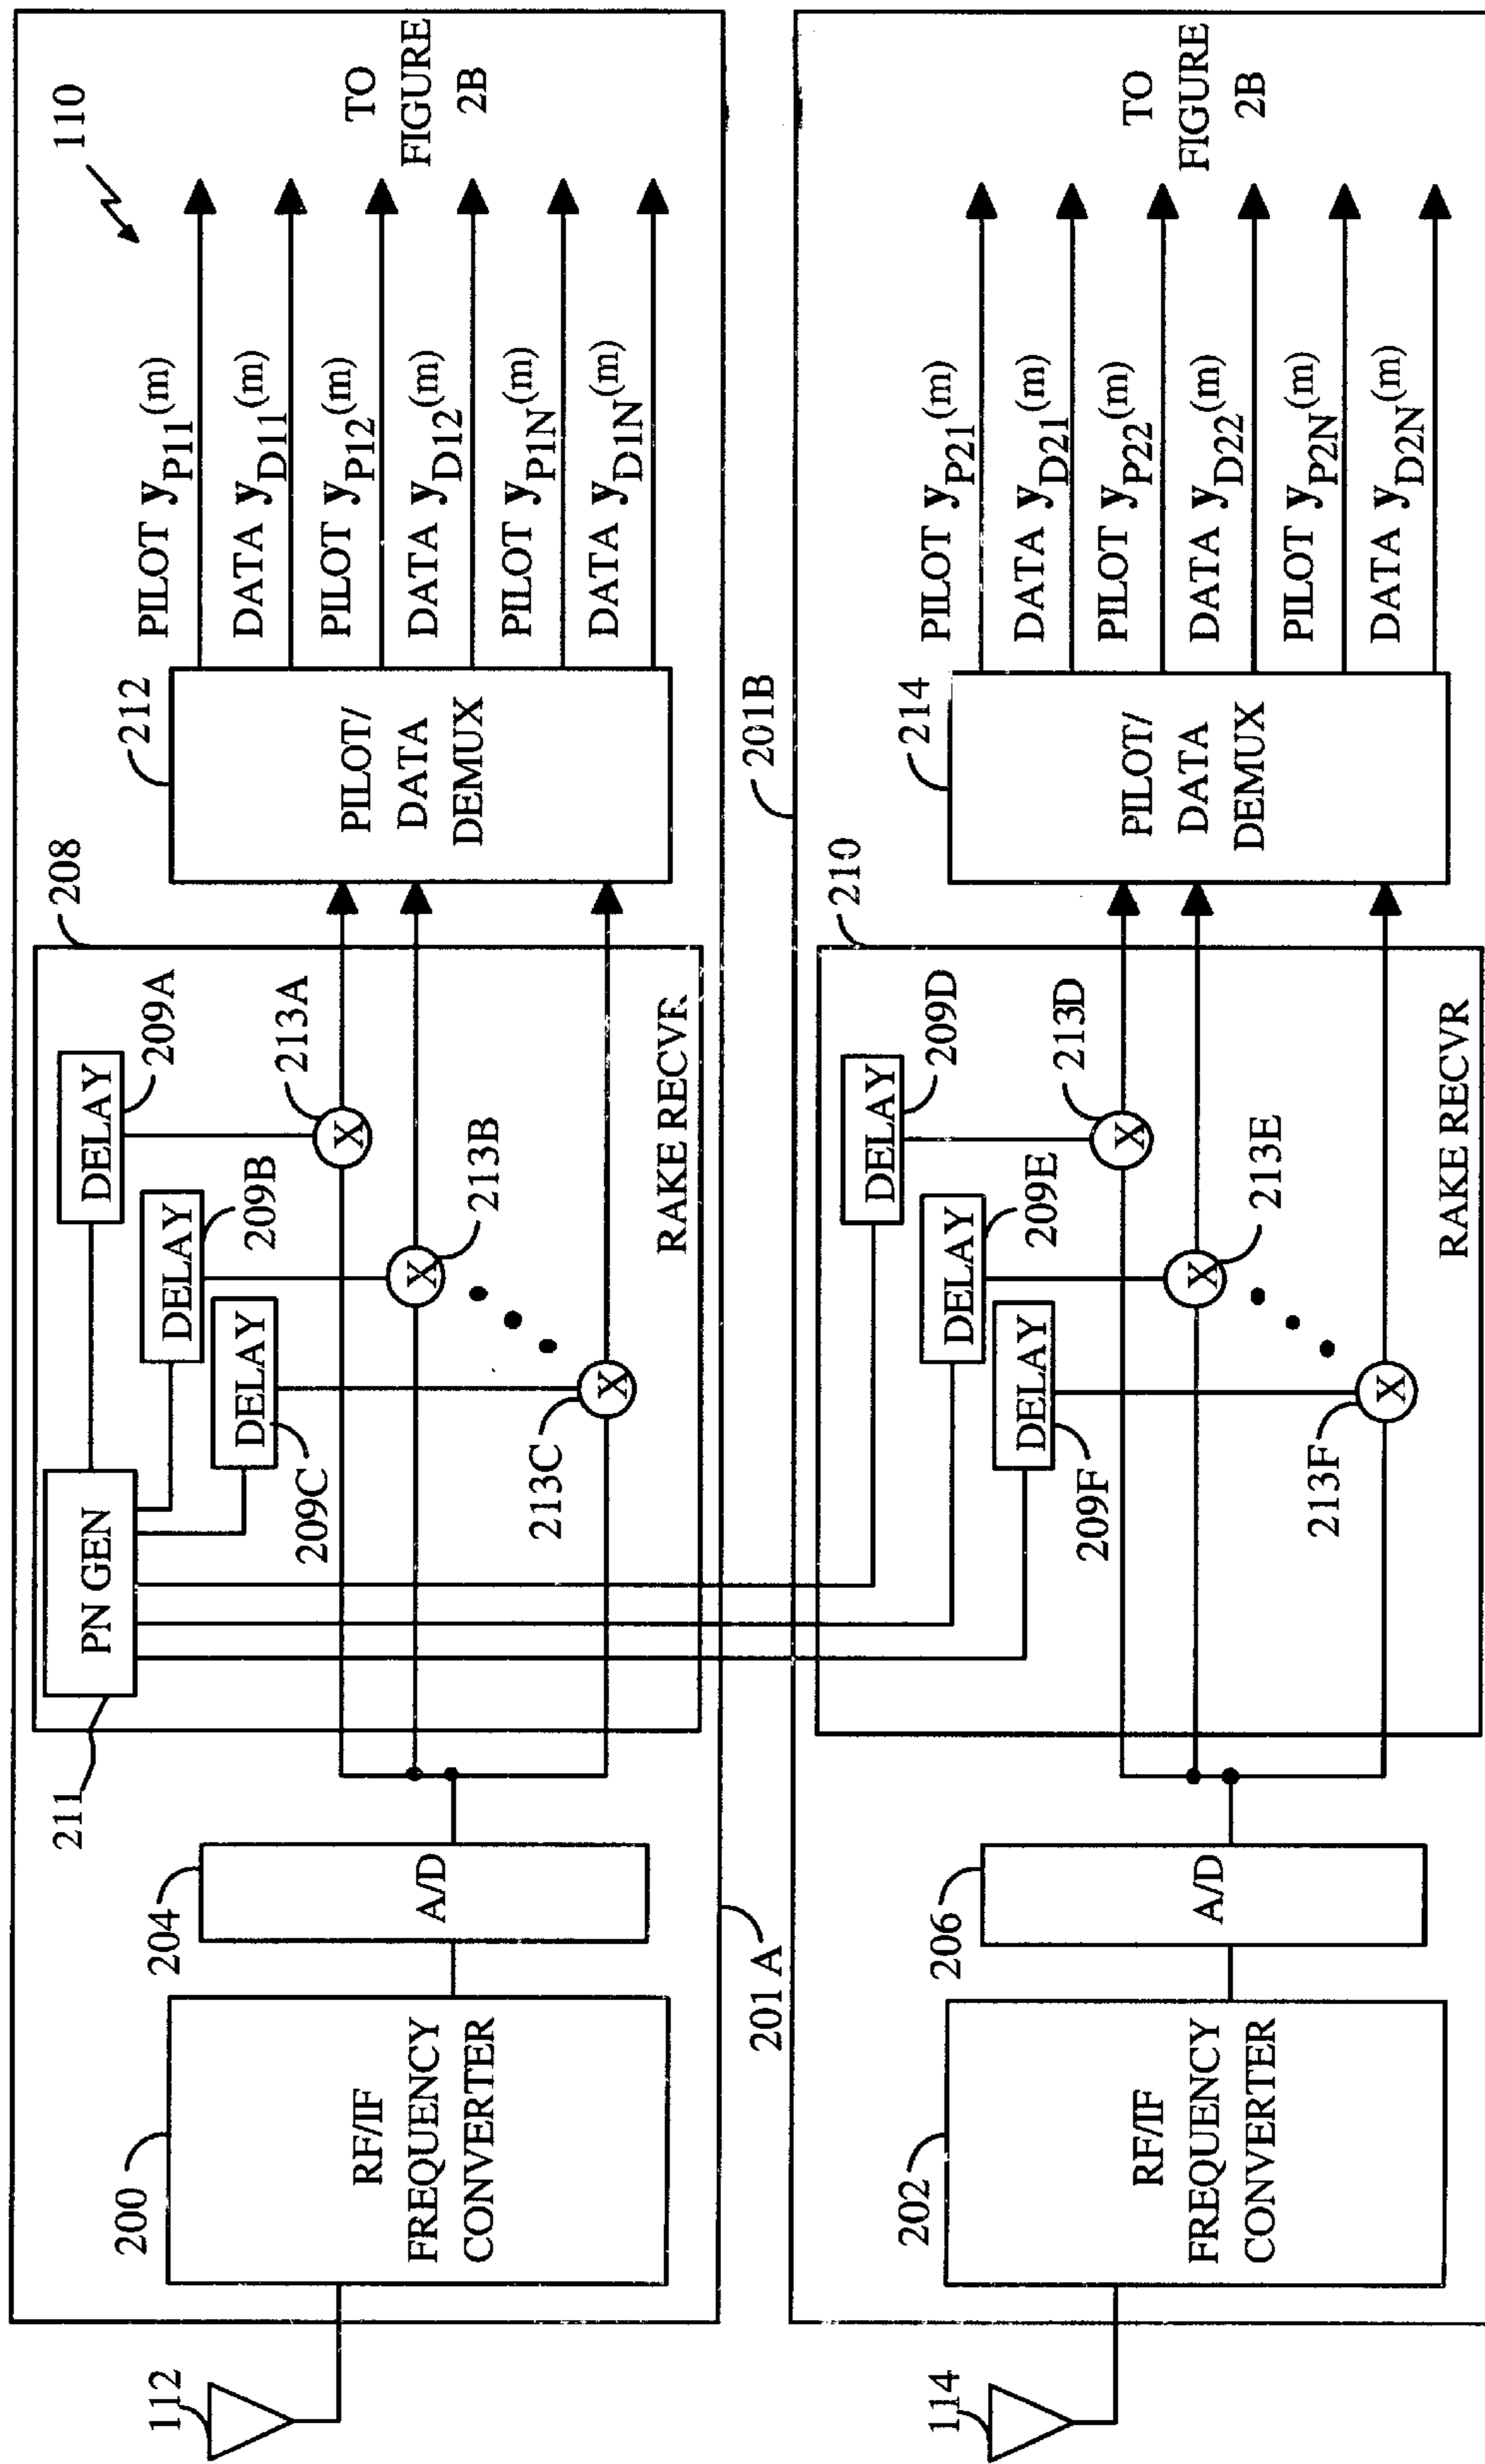 110
208
212
211
PN GEN
DELAY
209A
DELAY
209B
DELAY
209C
213A
X
213B
X
213C
X
RAKE RECVR
PILOT/
DATA
DEMUX
PILOT yP11(m)
DATA yD11(m)
PILOT yP12(m)
DATA yD12(m)
PILOT yP1N(m)
DATA yD1N(m)
TO
FIGURE
2B
112
200
RF/IF
FREQUENCY
CONVERTER
204
A/D
201 A
201B
210
214
DELAY
209D
DELAY
209E
DELAY
209F
213D
X
213E
X
213F
X
RAKE RECVR
PILOT/
DATA
DEMUX
PILOT yP21(m)
DATA yD21(m)
PILOT yP22(m)
DATA yD22(m)
PILOT yP2N(m)
DATA yD2N(m)
TO
FIGURE
2B
114
202
RF/IF
FREQUENCY
CONVERTER
206
A/D